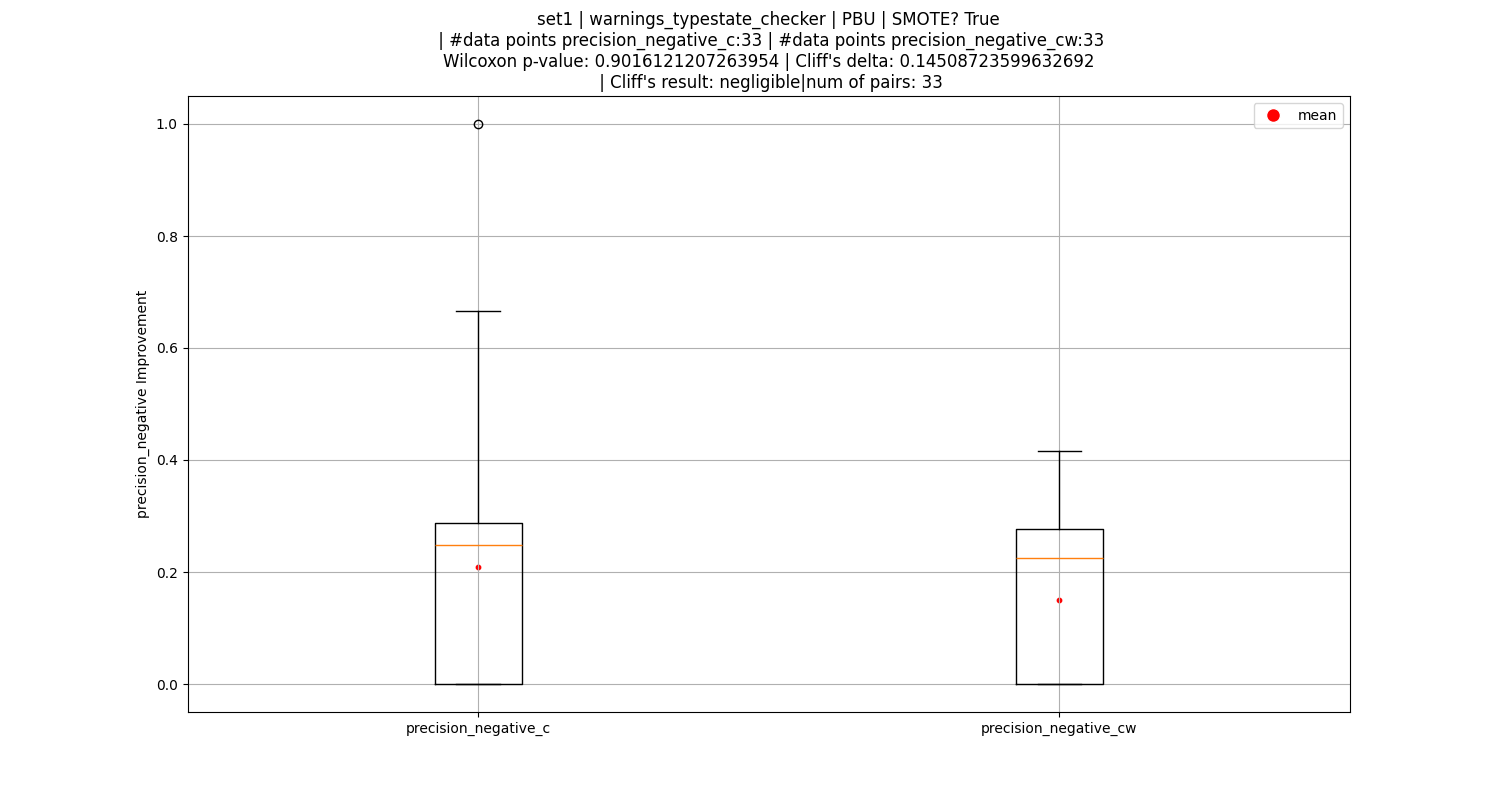 set1 | warnings_typestate_checker | PBU | SMOTE? True
| #data points precision_negative_c:33 | #data points precision_negative_cw:33
Wilcoxon p-value: 0.9016121207263954 | Cliff's delta: 0.14508723599632692
| Cliff's result: negligible|num of pairs: 33
mean
precision_negative Improvement
1.0
0.8
0.6
0.4
0.2
0.0
precision_negative_c
precision_negative_cw